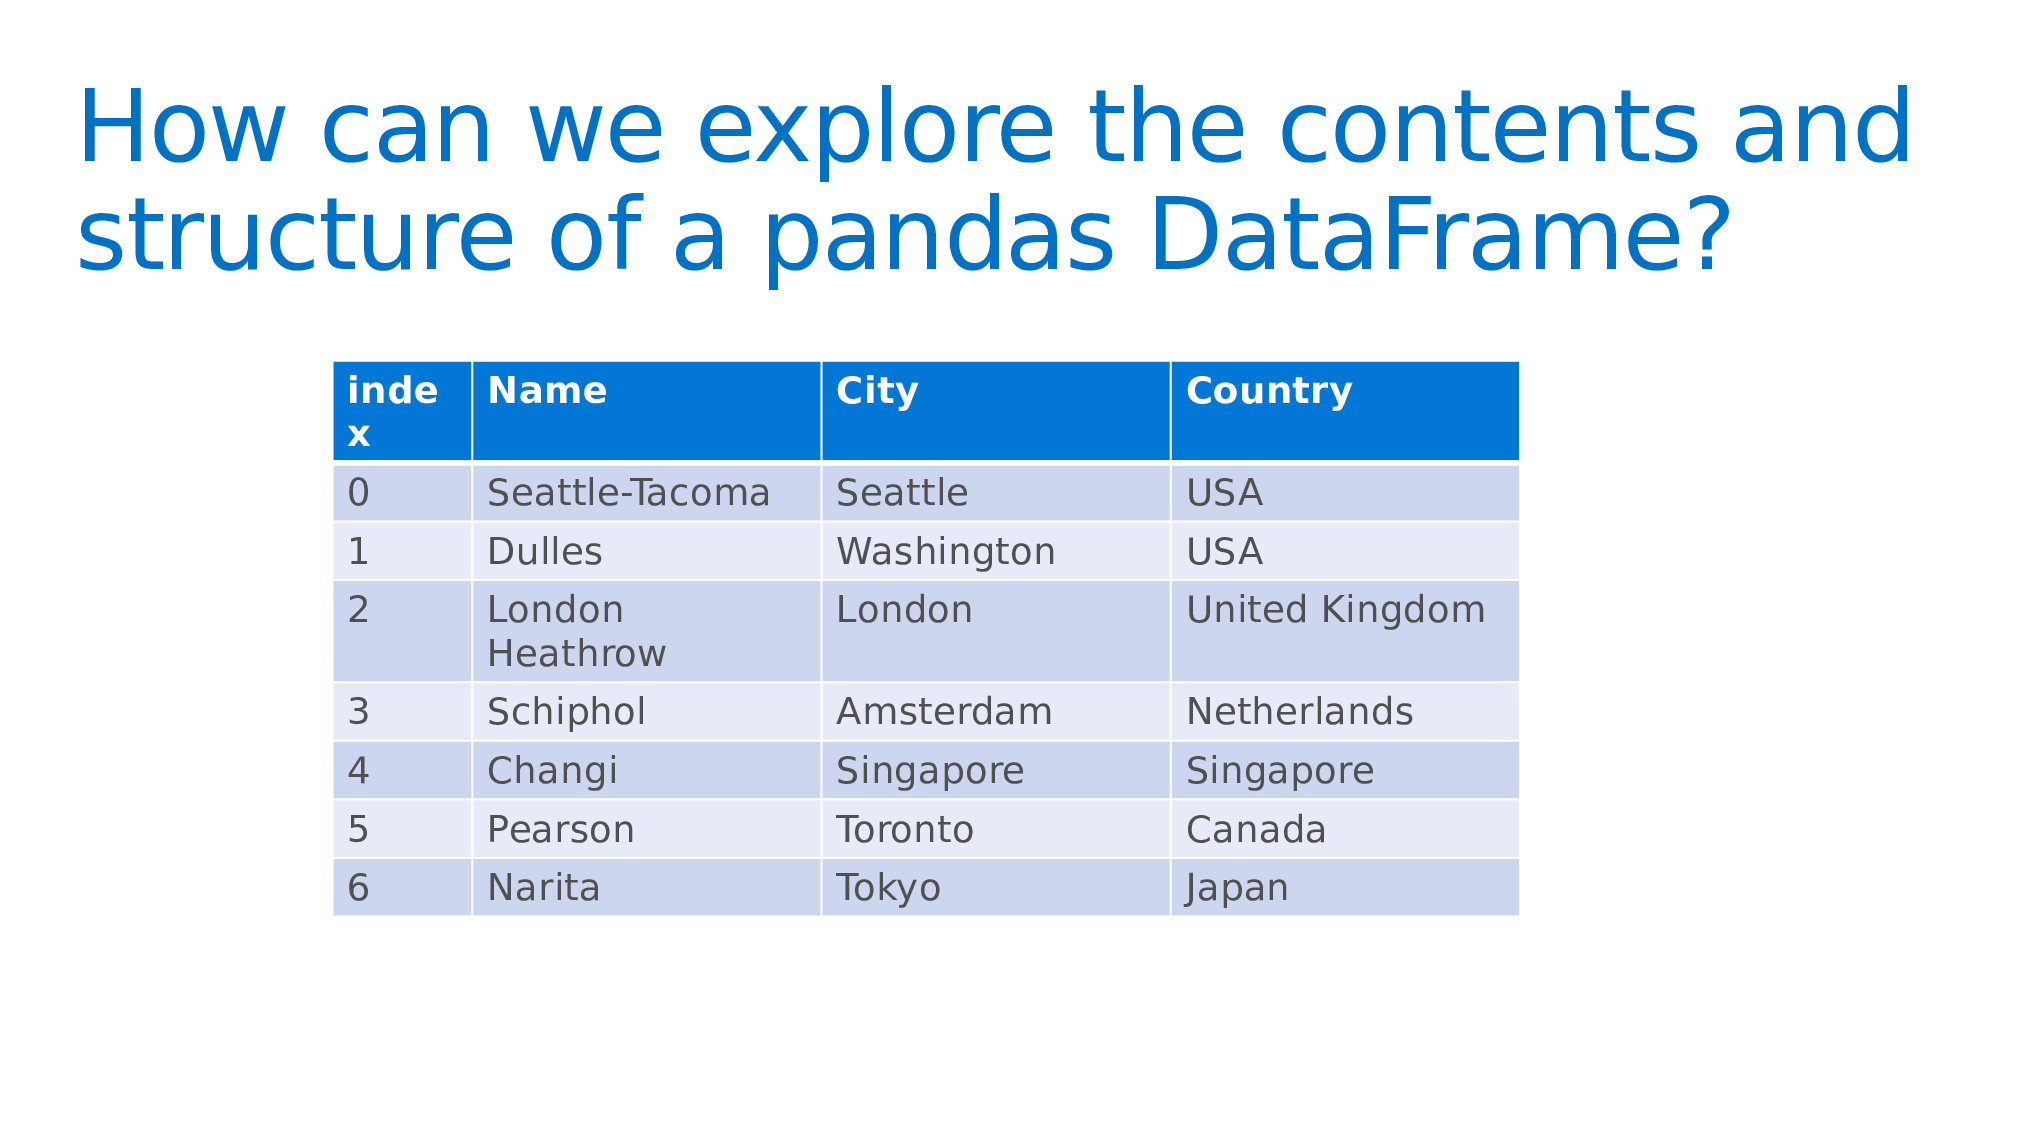 How can we explore the contents and
structure of a pandas DataFrame?
inde
x
Name
City
Country
0
Seattle-Tacoma
Seattle
USA
1
Dulles
Washington
USA
2
London
Heathrow
London
United Kingdom
3
Schiphol
Amsterdam
Netherlands
4
Changi
Singapore
Singapore
5
Pearson
Toronto
Canada
6
Narita
Tokyo
Japan